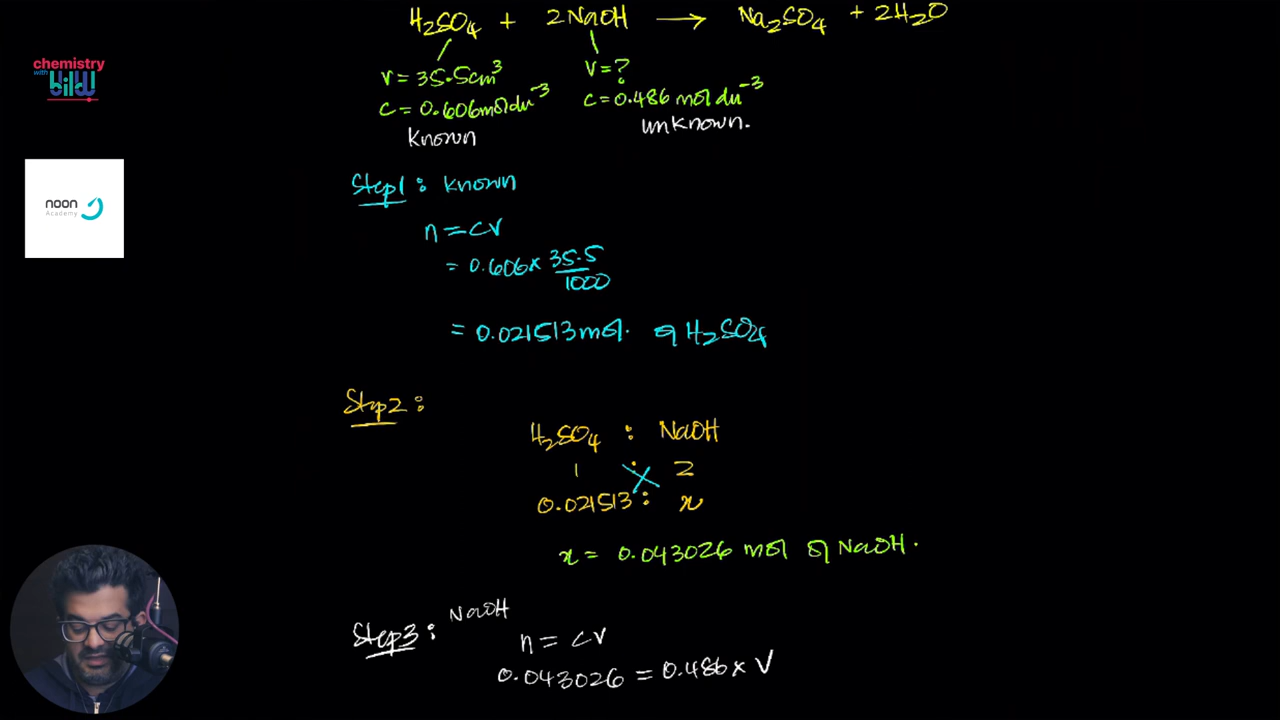 H₂SO₄ + 2NaOH → Na₂SO₄ + 2H₂O
chemistry
with
bildu
V = 35.5cm³ V = ?
C = 0.606 mol dm⁻³ C = 0.486 mol dm⁻³
known unknown.
Step1 : known
noon
Academy
n = CV
= 0.606 × 35.5
1000
= 0.021513 mol. of H₂SO₄
Step2 :
H₂SO₄ : NaOH
1 : 2
0.021513 : x
x = 0.043026 mol of NaOH.
Step3 : NaOH
n = CV
0.043026 = 0.486 × V